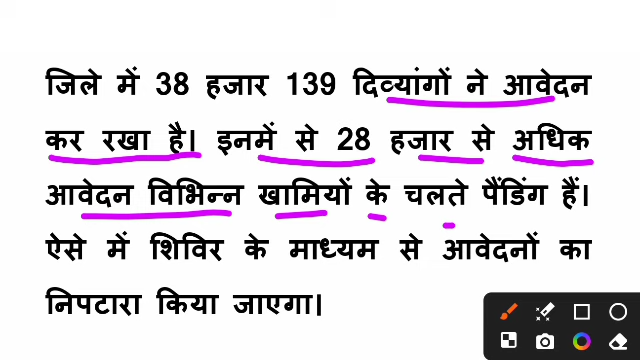 जिले में 38 हजार 139 दिव्यांगों ने आवेदन
कर रखा है। इनमें से 28 हजार से अधिक
आवेदन विभिन्न खामियों के चलते पैंडिंग हैं।
ऐसे में शिविर के माध्यम से आवेदनों का
निपटारा किया जाएगा।